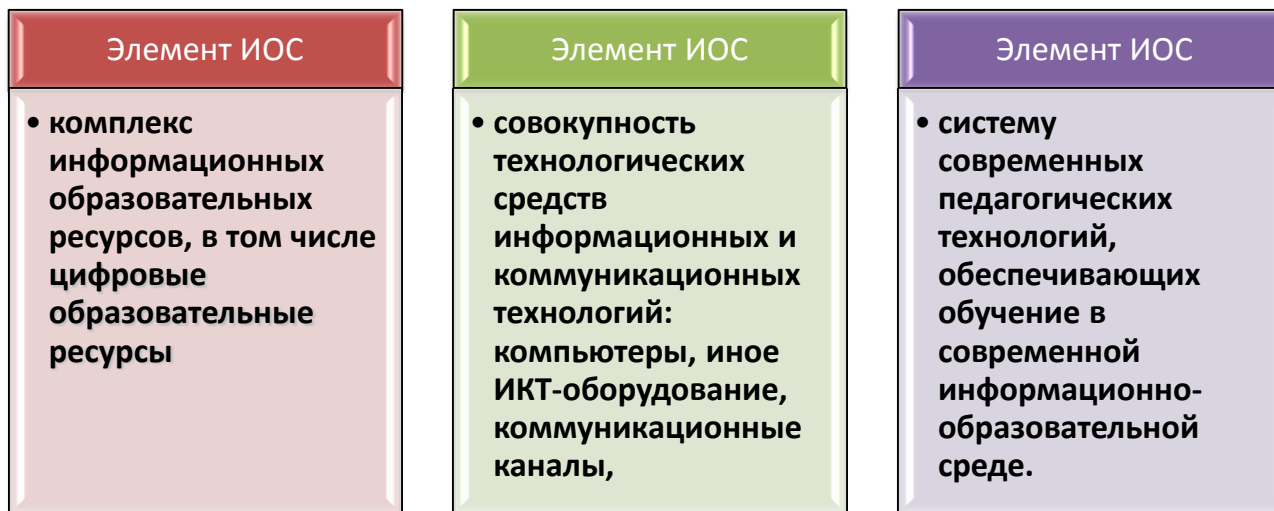 Элемент ИОС
• комплекс
информационных
образовательных
ресурсов, в том числе
цифровые
образовательные
ресурсы
Элемент ИОС
• совокупность
технологических
средств
информационных и
коммуникационных
технологий:
компьютеры, иное
ИКТ-оборудование,
коммуникационные
каналы,
Элемент ИОС
• систему
современных
педагогических
технологий,
обеспечивающих
обучение в
современной
информационно-
образовательной
среде.